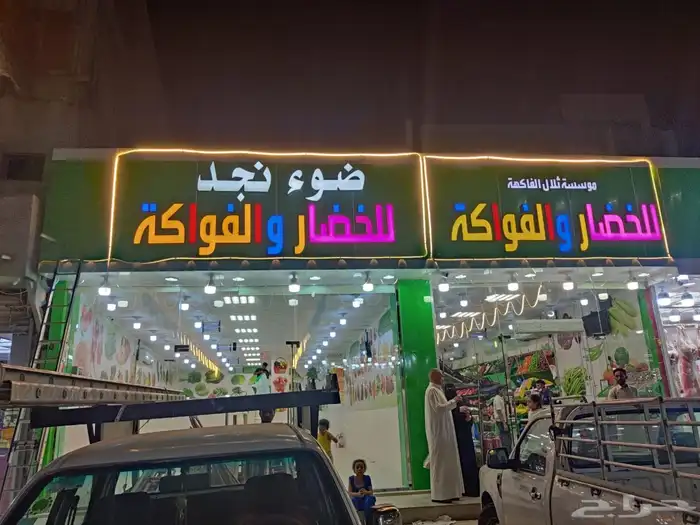 ضوء نجد
للخضار والفواكة
موسسة تلال الفاكهة
للخضار والفواكة
حراج